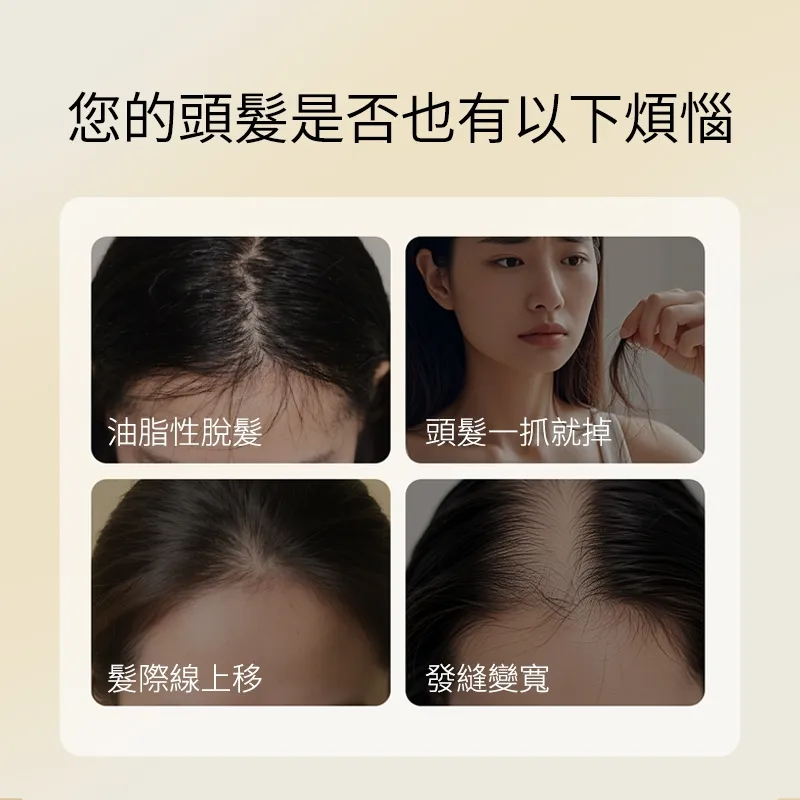 您的頭髮是否也有以下煩惱
油脂性脫髮
頭髮一抓就掉
髮際線上移
發縫變寬